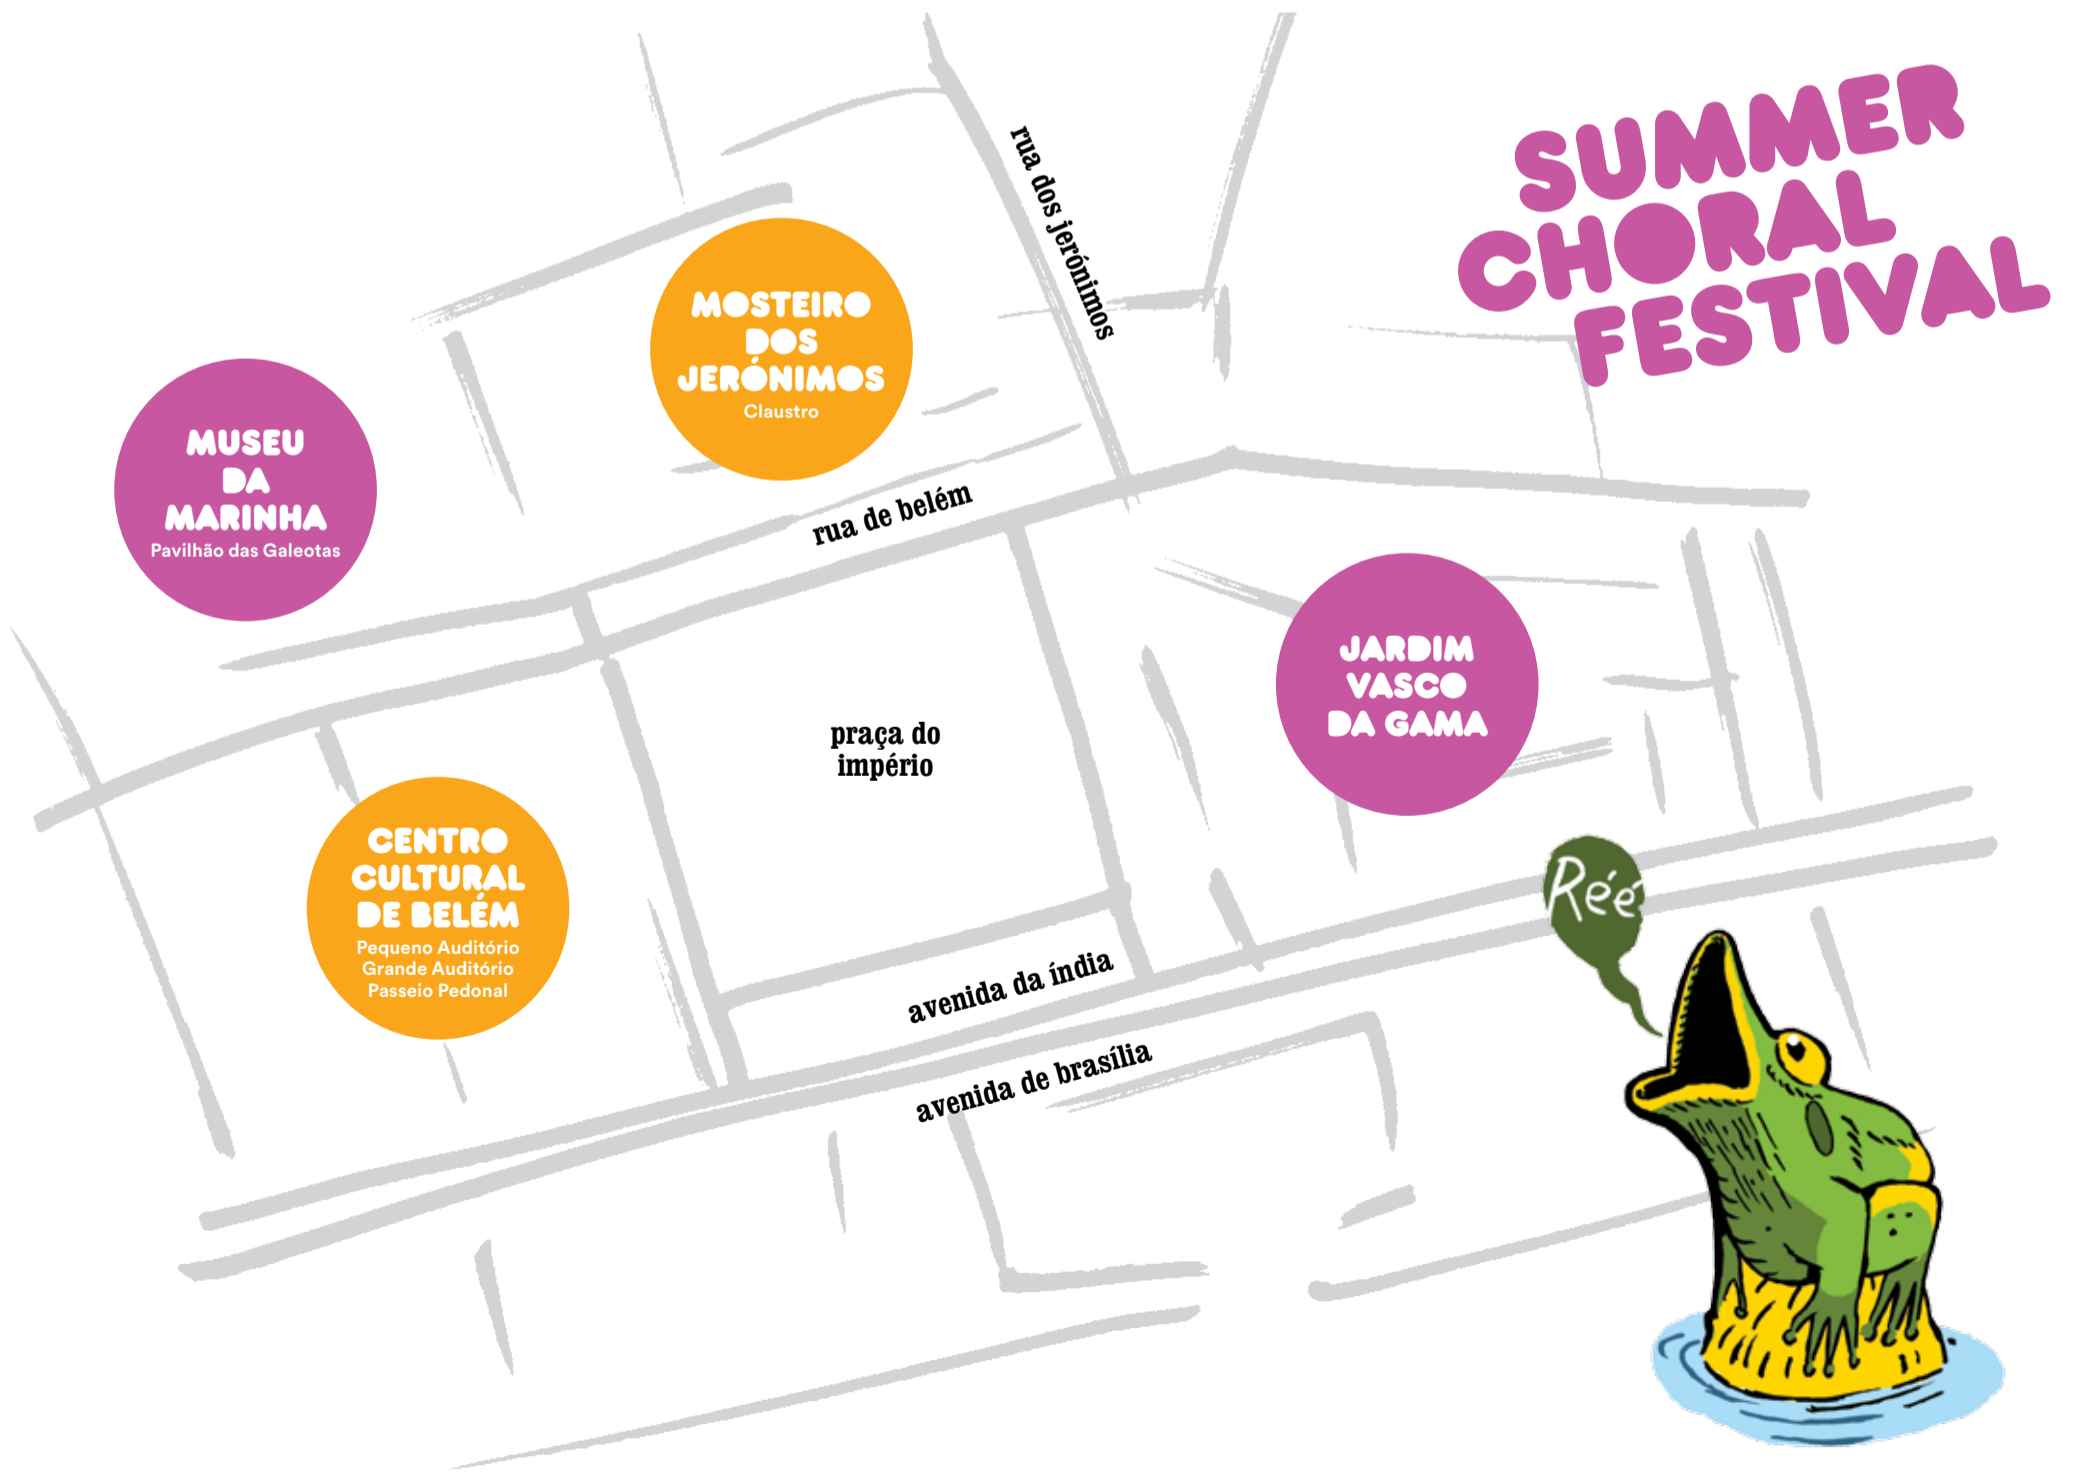 SUMMER
CHORAL
FESTIVAL
rua dos jerónimos
MOSTEIRO
DOS
JERÓNIMOS
Claustro
MUSEU
DA
MARINHA
Pavilhão das Galeotas
rua de belém
JARDIM
VASCO
DA GAMA
praça do
império
CENTRO
CULTURAL
DE BELÉM
Pequeno Auditório
Grande Auditório
Passeio Pedonal
Réé
avenida da índia
avenida de brasília